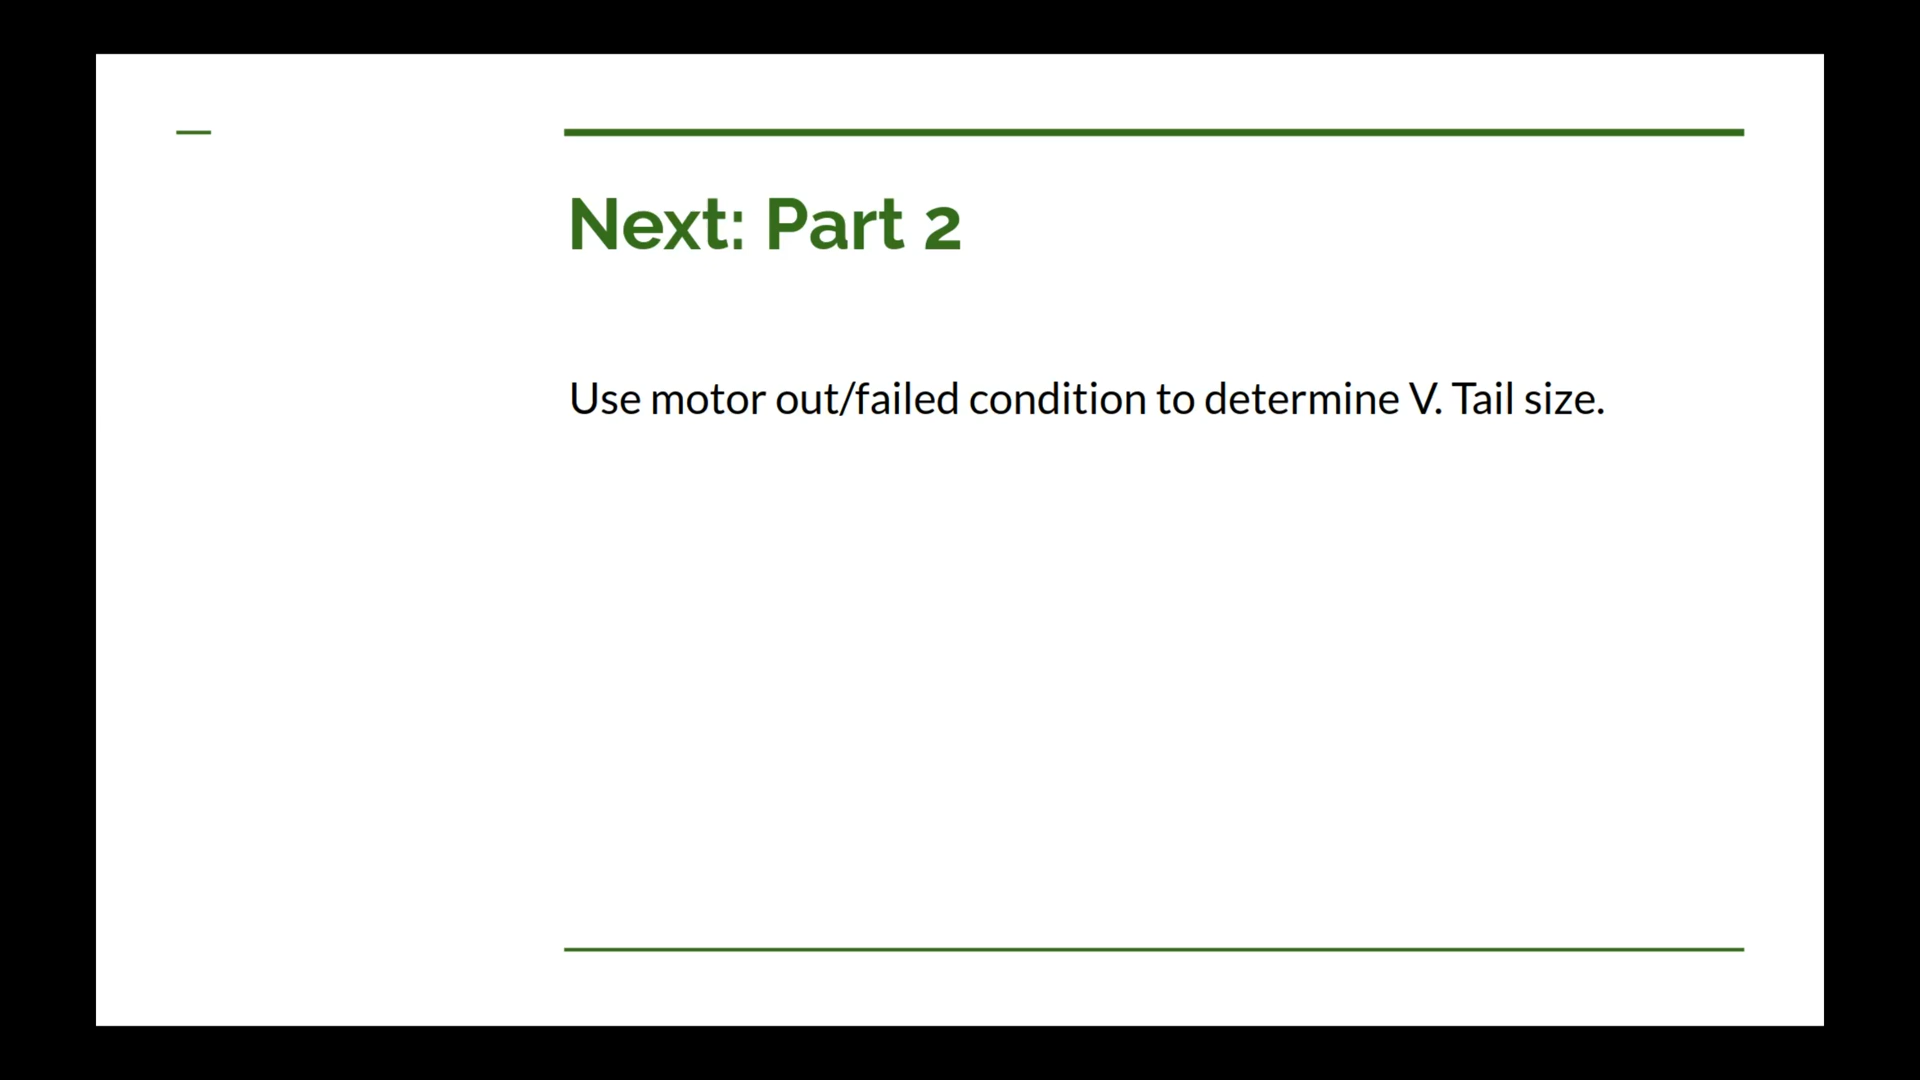 Next: Part 2
Use motor out/failed condition to determine V. Tail size.